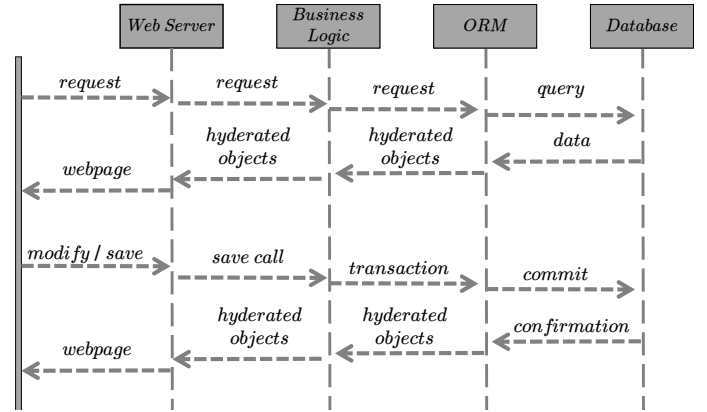 Web Server
Business
Logic
ORM
Database
request
request
request
query
hyderated
objects
hyderated
objects
data
webpage
modify / save
save call
transaction
commit
hyderated
objects
hyderated
objects
confirmation
webpage